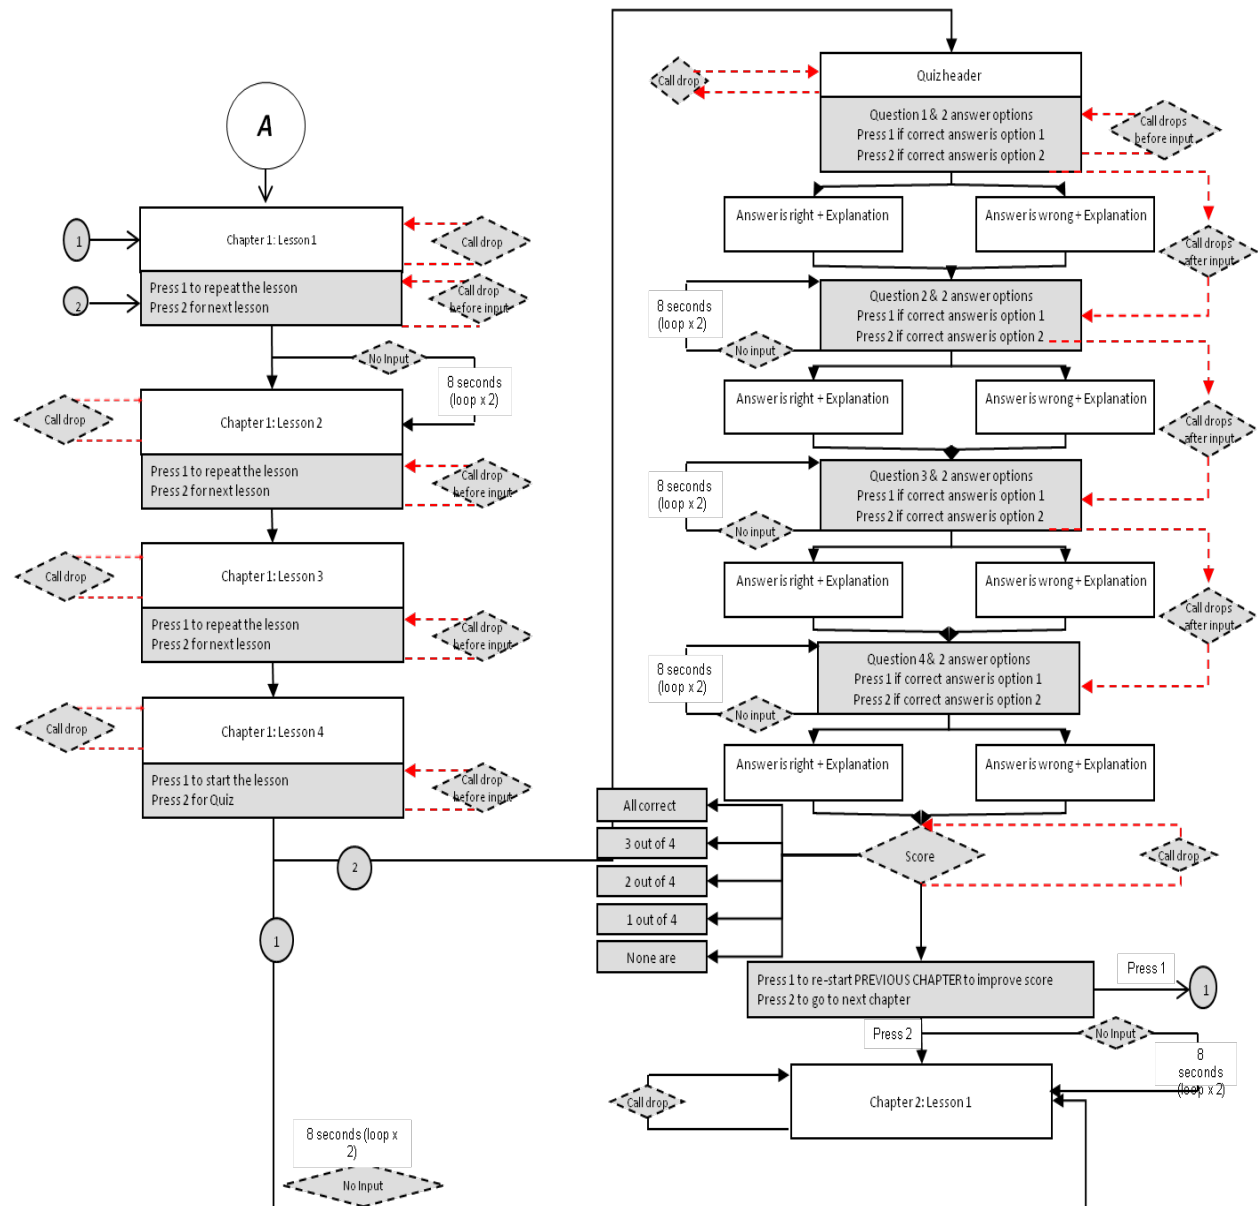 A
1
Chapter 1: Lesson 1
Call drop
2
Press 1 to repeat the lesson
Press 2 for next lesson
Call drop
before input
No Input
8 seconds
(loop x 2)
Call drop
Chapter 1: Lesson 2
Press 1 to repeat the lesson
Press 2 for next lesson
Call drop
before input
Call drop
Chapter 1: Lesson 3
Press 1 to repeat the lesson
Press 2 for next lesson
Call drop
before input
Call drop
Chapter 1: Lesson 4
Press 1 to start the lesson
Press 2 for Quiz
Call drop
before input
2
1
8 seconds (loop x
2)
No Input
Call drop
Quiz header
Question 1 & 2 answer options
Press 1 if correct answer is option 1
Press 2 if correct answer is option 2
Call drops
before input
Answer is right + Explanation
Answer is wrong + Explanation
Call drops
after input
8 seconds
(loop x 2)
No input
Question 2 & 2 answer options
Press 1 if correct answer is option 1
Press 2 if correct answer is option 2
Answer is right + Explanation
Answer is wrong + Explanation
Call drops
after input
8 seconds
(loop x 2)
No input
Question 3 & 2 answer options
Press 1 if correct answer is option 1
Press 2 if correct answer is option 2
Answer is right + Explanation
Answer is wrong + Explanation
Call drops
after input
8 seconds
(loop x 2)
No input
Question 4 & 2 answer options
Press 1 if correct answer is option 1
Press 2 if correct answer is option 2
Answer is right + Explanation
Answer is wrong + Explanation
All correct
3 out of 4
2 out of 4
1 out of 4
None are
Score
Call drop
Press 1 to re-start PREVIOUS CHAPTER to improve score
Press 2 to go to next chapter
Press 1
1
Press 2
No Input
8
seconds
(loop x 2)
Call drop
Chapter 2: Lesson 1